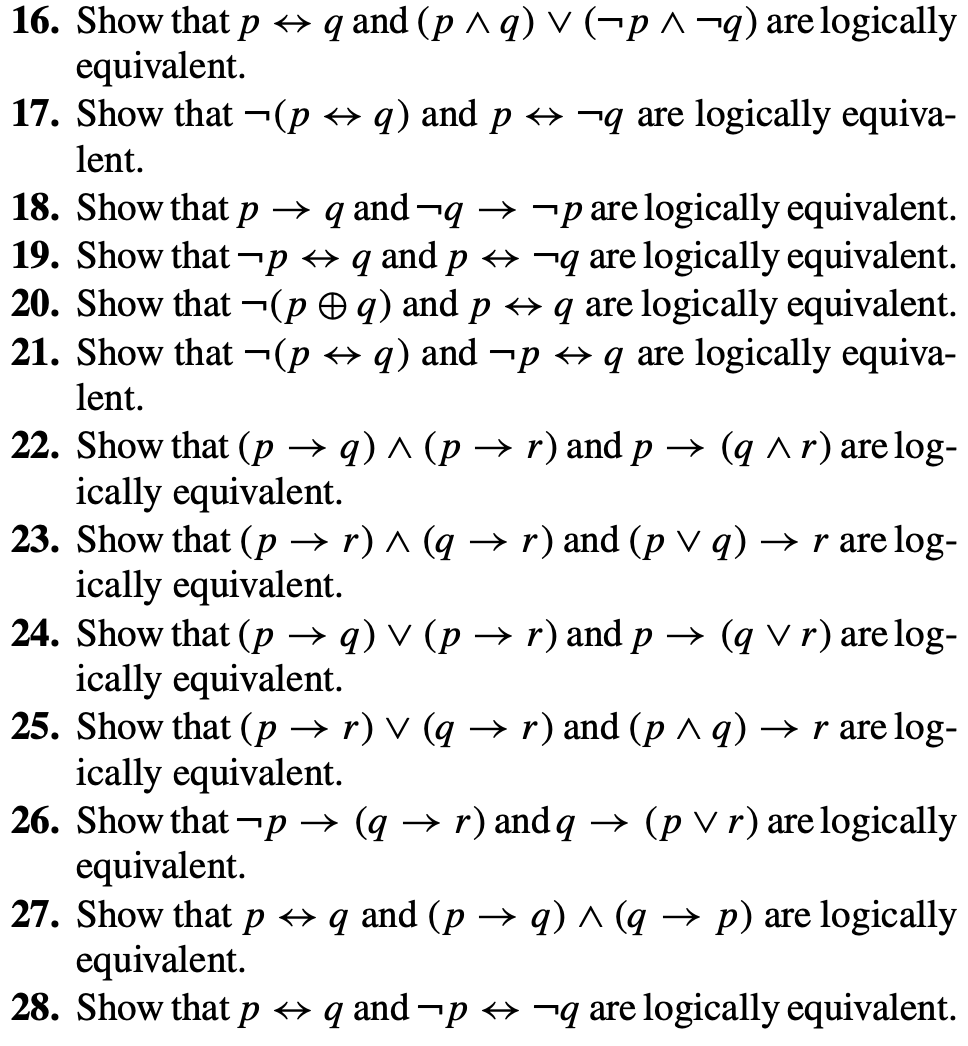 16. Show that p ↔ q and (p ∧ q) ∨ (¬p ∧ ¬q) are logically
equivalent.
17. Show that ¬(p ↔ q) and p ↔ ¬q are logically equiva-
lent.
18. Show that p → q and ¬q → ¬p are logically equivalent.
19. Show that ¬p ↔ q and p ↔ ¬q are logically equivalent.
20. Show that ¬(p ⊕ q) and p ↔ q are logically equivalent.
21. Show that ¬(p ↔ q) and ¬p ↔ q are logically equiva-
lent.
22. Show that (p → q) ∧ (p → r) and p → (q ∧ r) are log-
ically equivalent.
23. Show that (p → r) ∧ (q → r) and (p ∨ q) → r are log-
ically equivalent.
24. Show that (p → q) ∨ (p → r) and p → (q ∨ r) are log-
ically equivalent.
25. Show that (p → r) ∨ (q → r) and (p ∧ q) → r are log-
ically equivalent.
26. Show that ¬p → (q → r) and q → (p ∨ r) are logically
equivalent.
27. Show that p ↔ q and (p → q) ∧ (q → p) are logically
equivalent.
28. Show that p ↔ q and ¬p ↔ ¬q are logically equivalent.